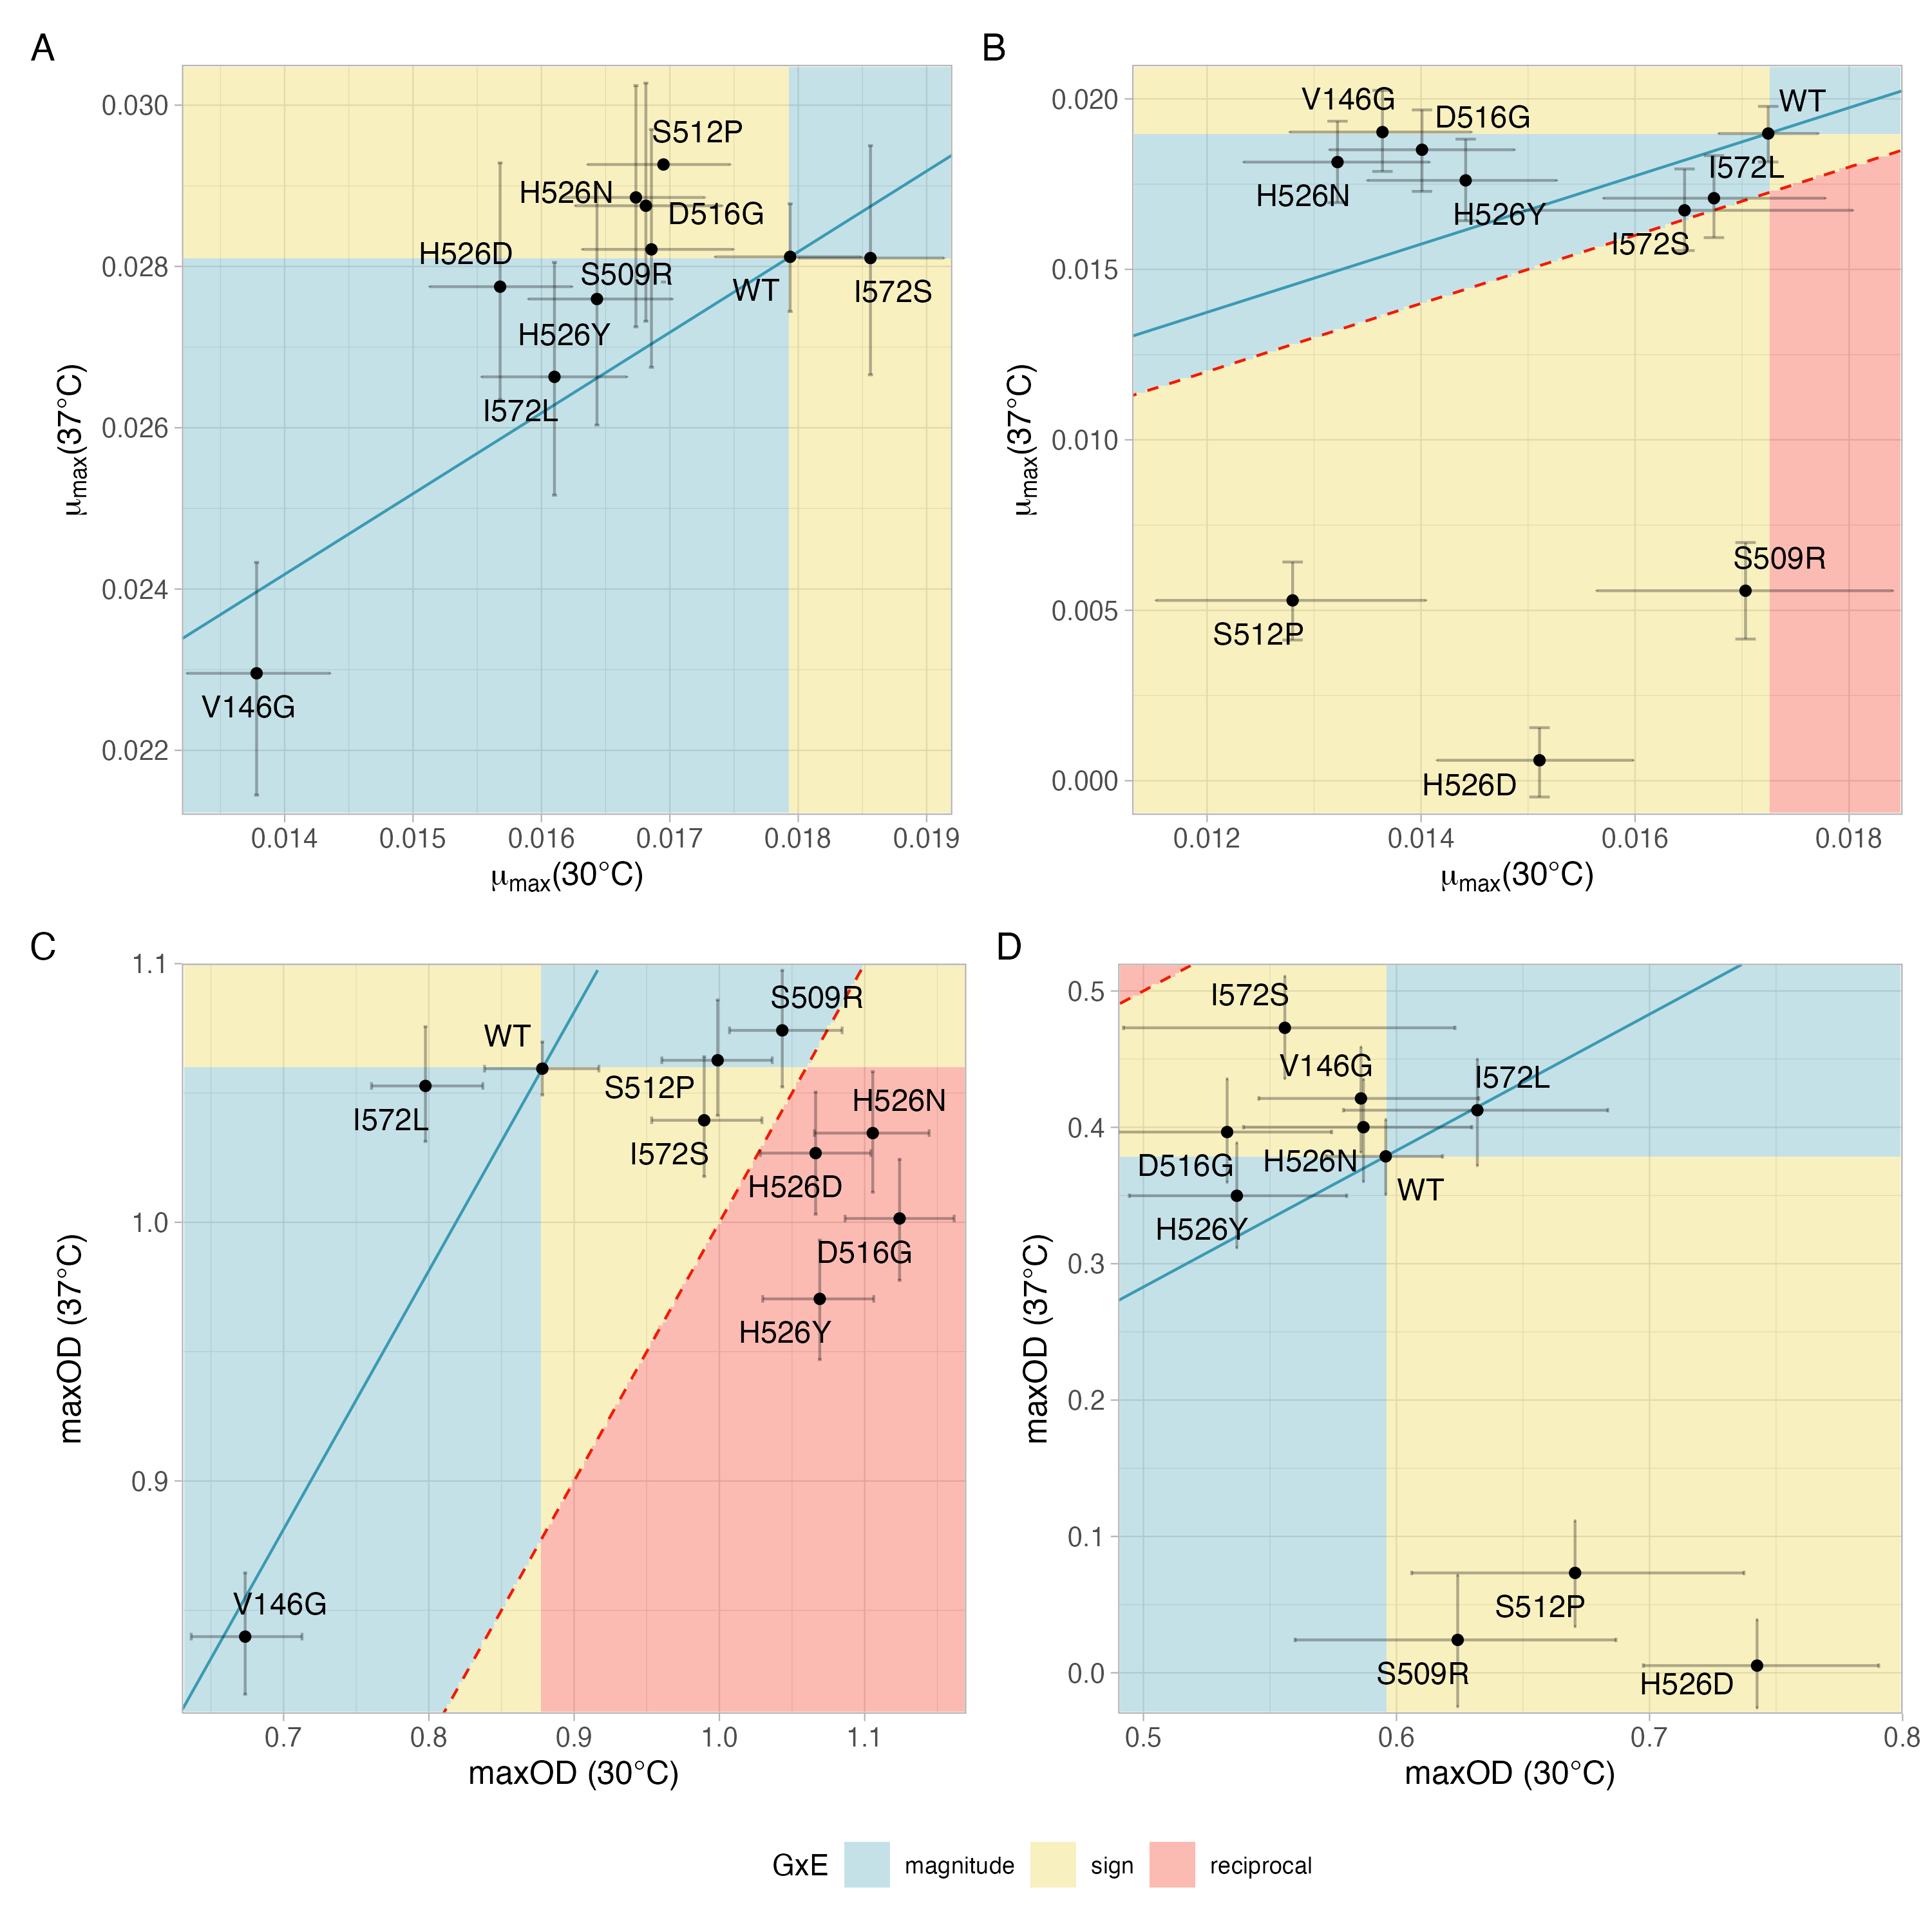 A
B
0.030
0.028
0.026
0.024
0.022
μmax(37°C)
S512P
H526N
D516G
H526D
S509R
WT
I572S
H526Y
I572L
V146G
0.014 0.015 0.016 0.017 0.018 0.019
μmax(30°C)
0.020
0.015
0.010
0.005
0.000
μmax(37°C)
V146G
D516G
WT
I572L
H526N
H526Y
I572S
S509R
S512P
H526D
0.012 0.014 0.016 0.018
μmax(30°C)
C
D
1.1
1.0
0.9
maxOD (37°C)
S509R
WT
S512P
H526N
I572L
I572S
H526D
D516G
H526Y
V146G
0.7 0.8 0.9 1.0 1.1
maxOD (30°C)
0.5
0.4
0.3
0.2
0.1
0.0
maxOD (37°C)
I572S
V146G
I572L
D516G
H526N
WT
H526Y
S512P
S509R
H526D
0.5 0.6 0.7 0.8
maxOD (30°C)
GxE magnitude sign reciprocal